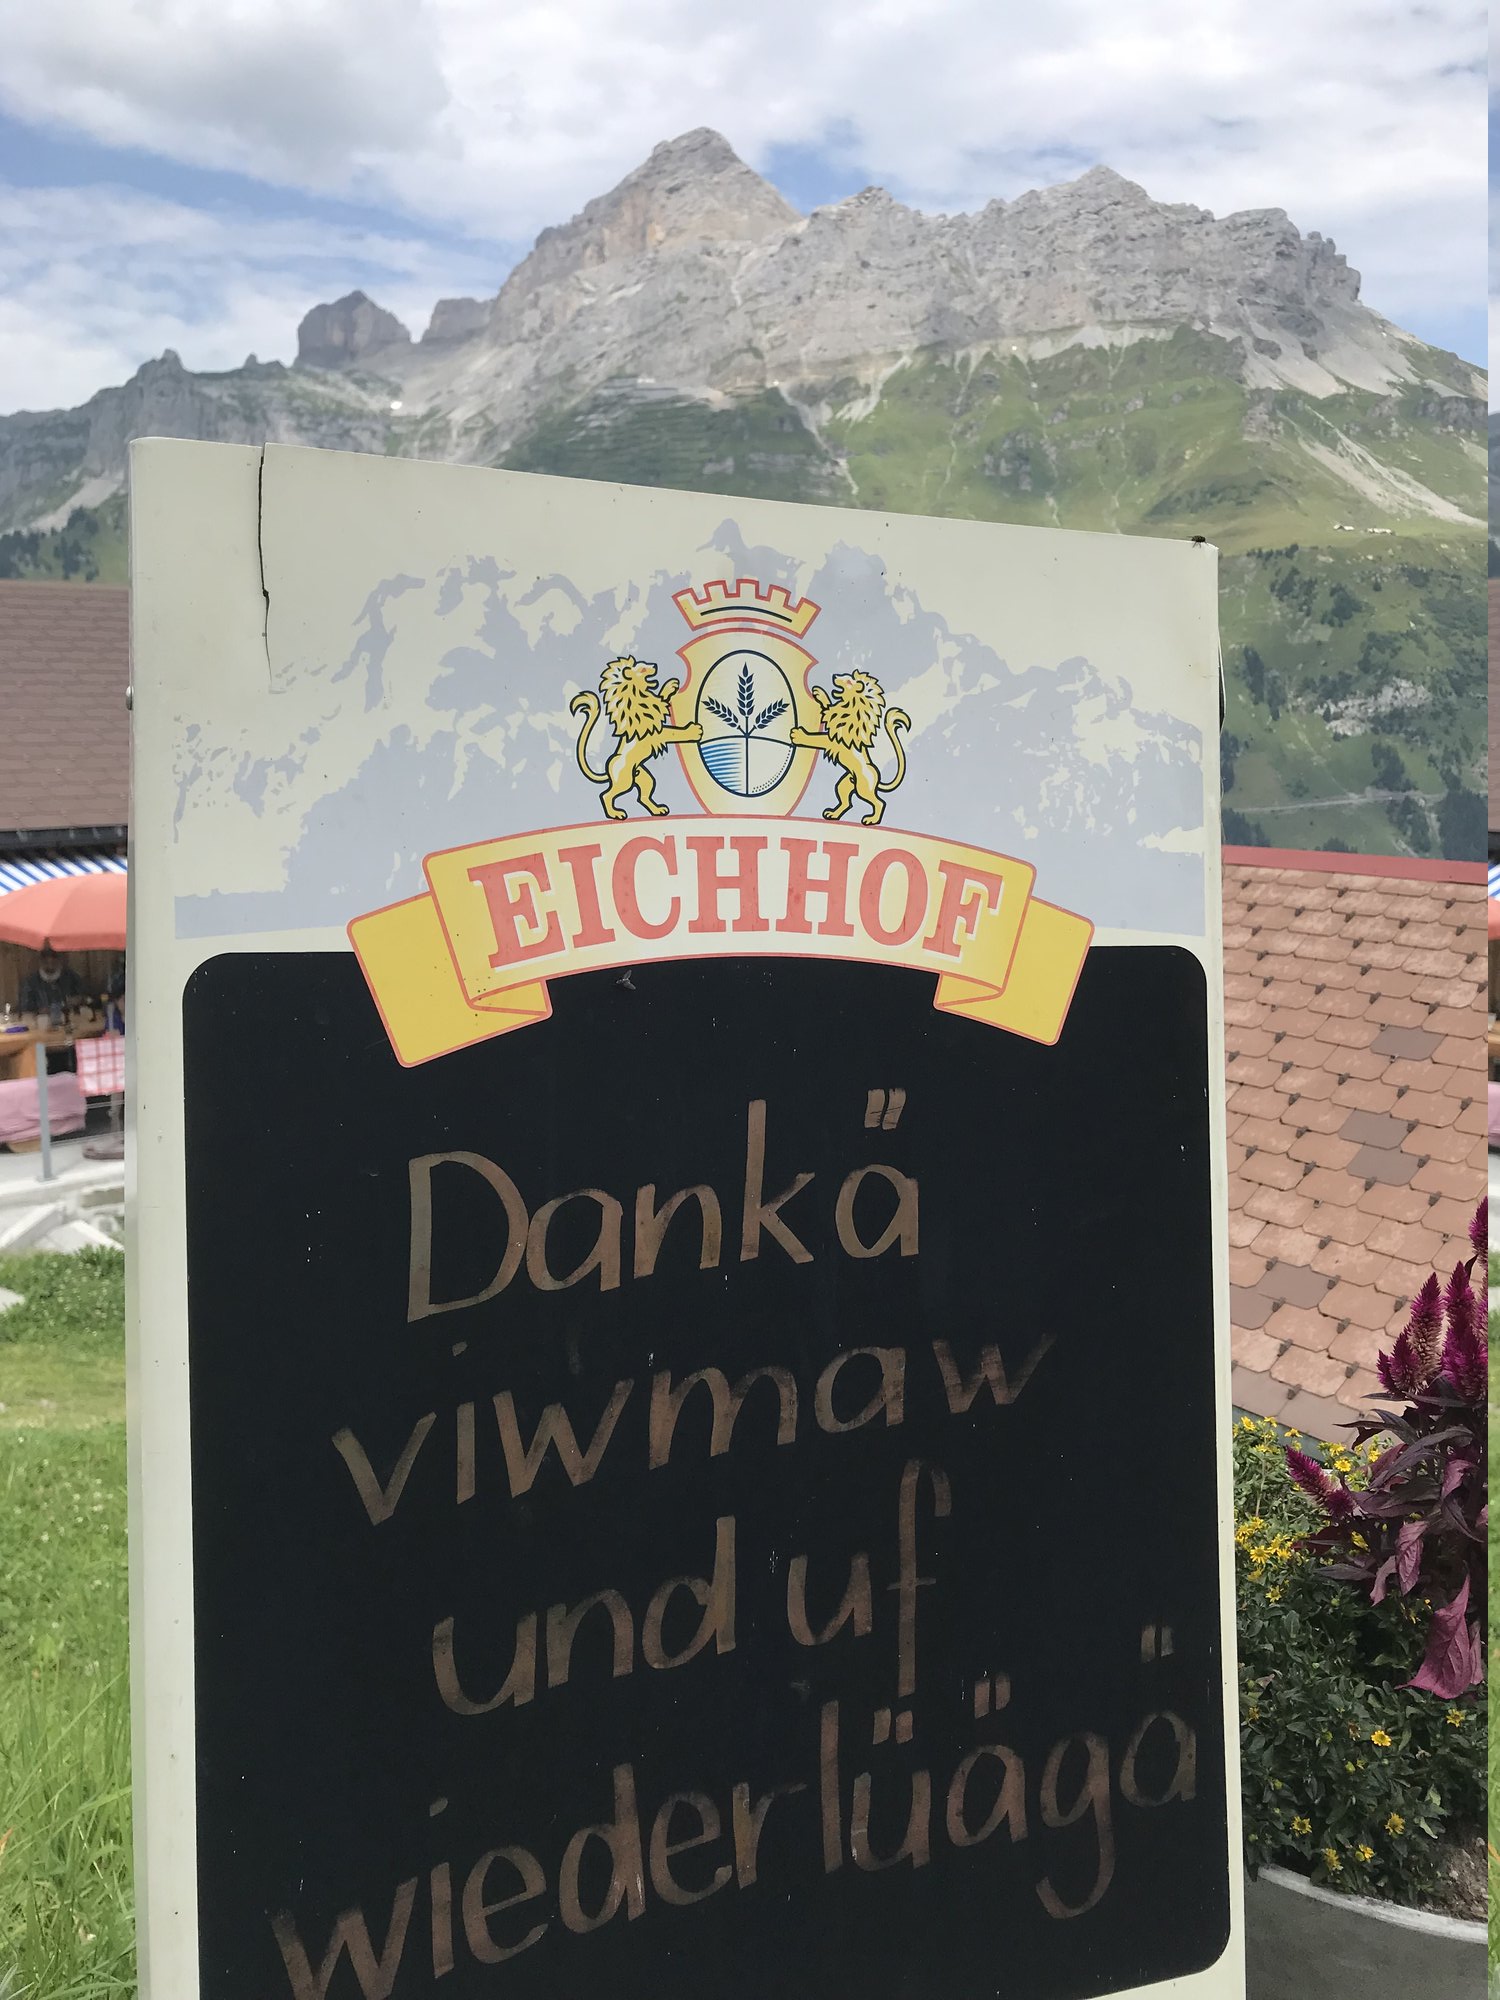 EICHHOF
Dankä
viwmaw
und uf
wiederlüägä